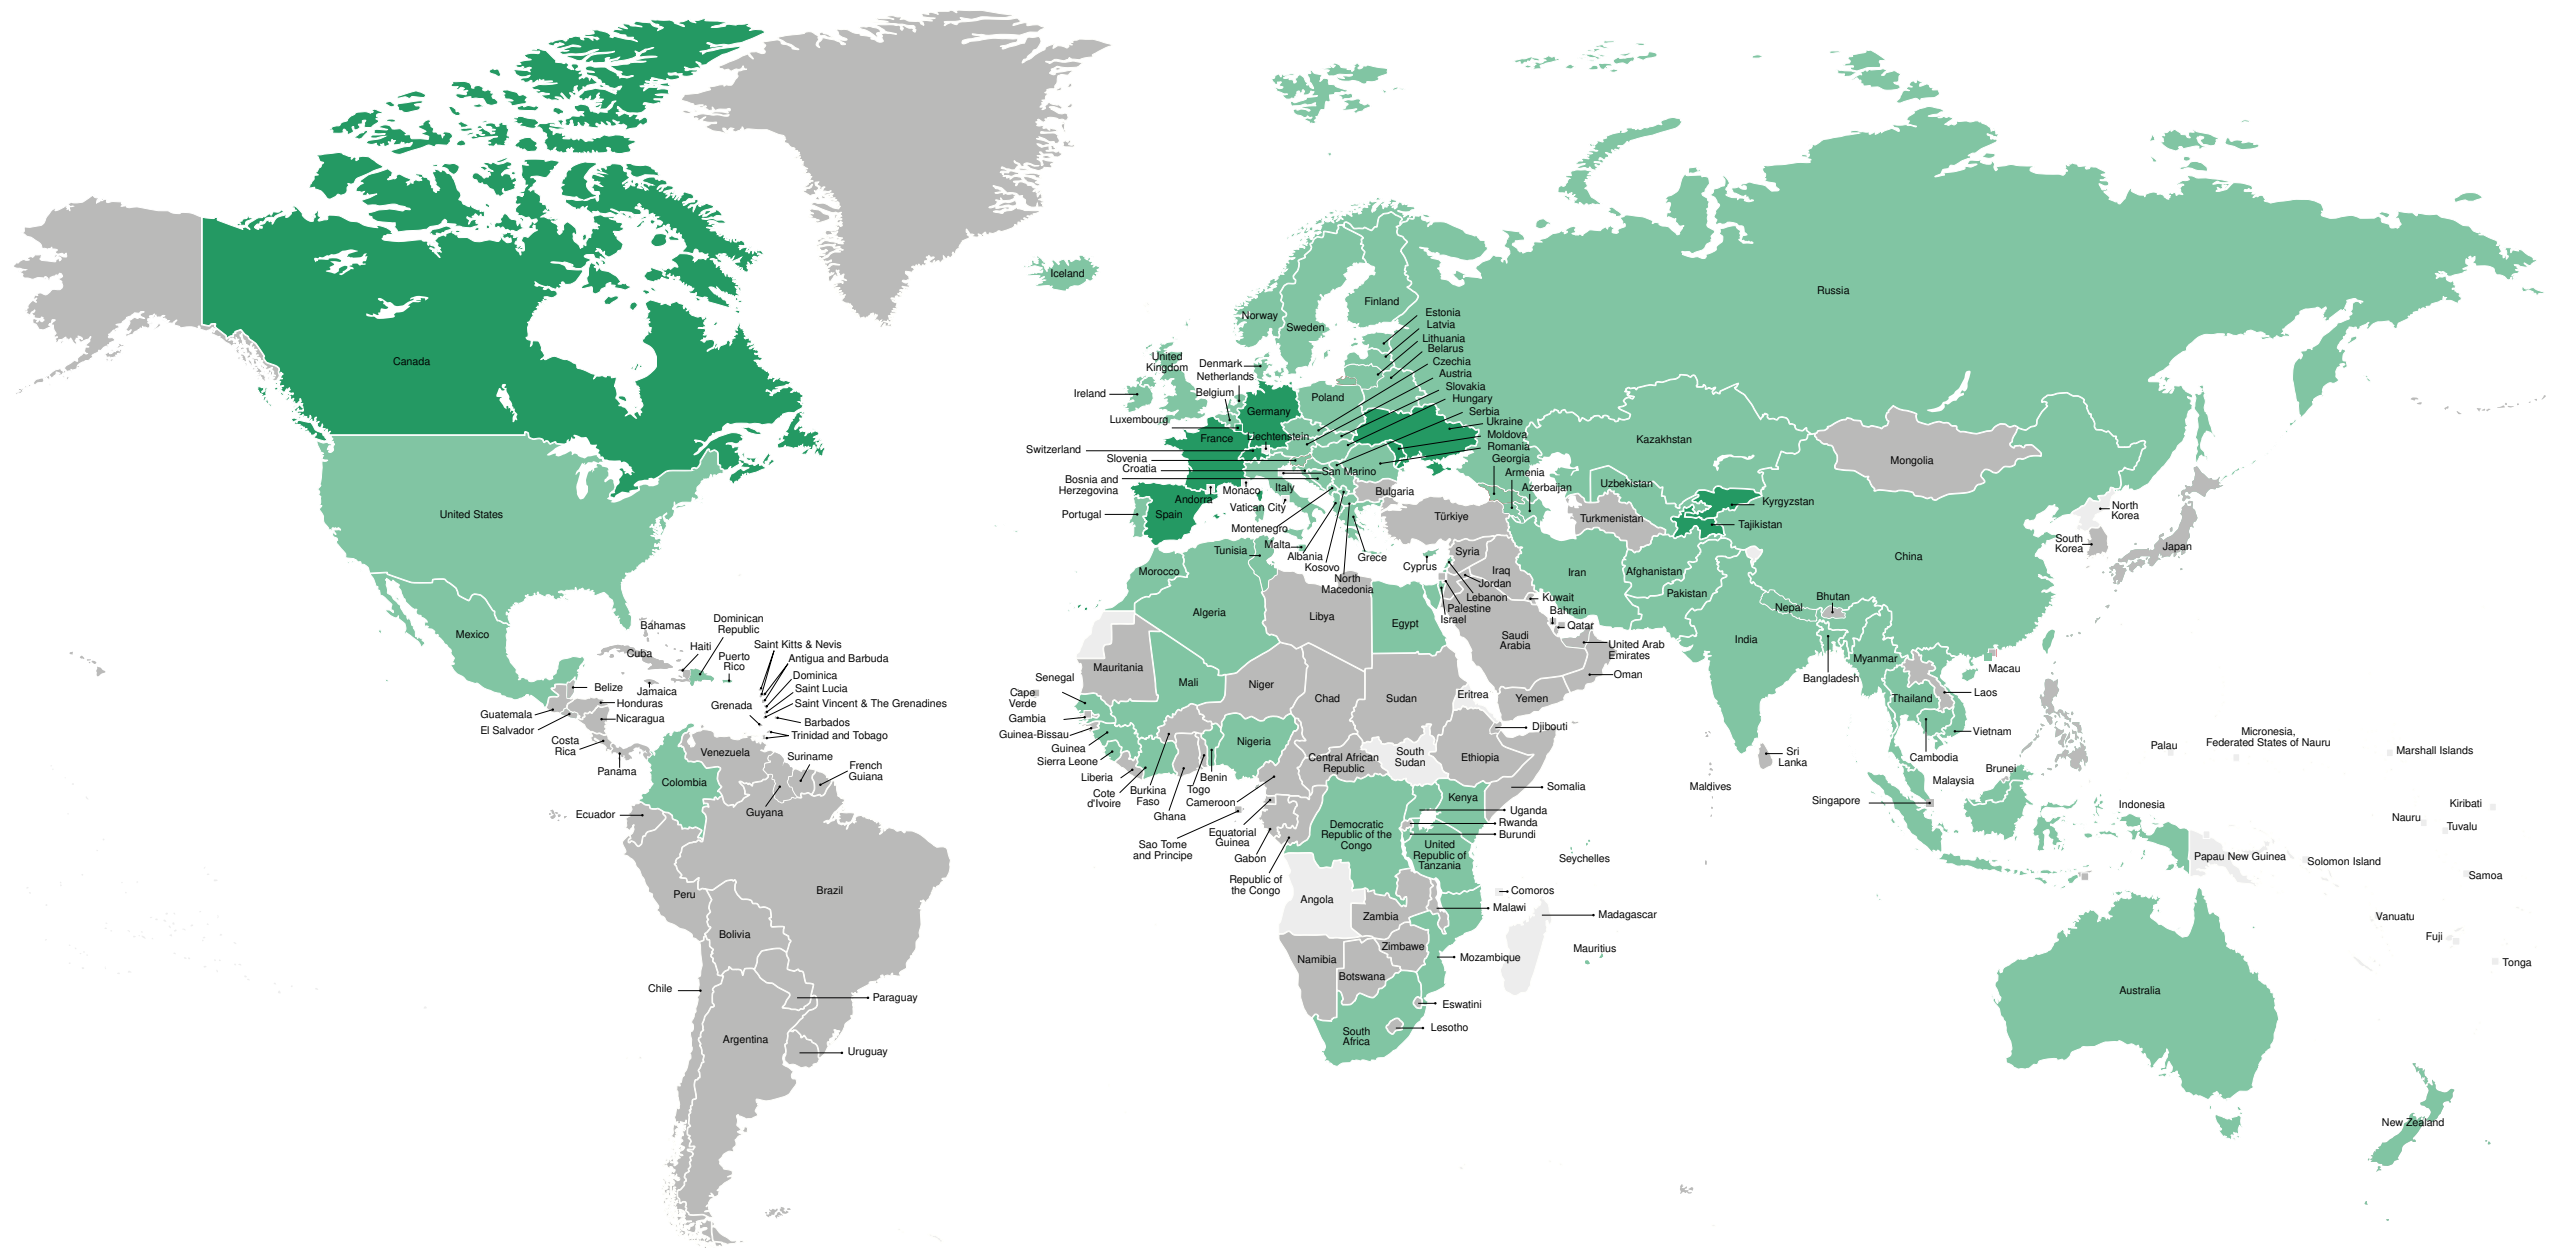 Canada
United States
Mexico
Bahamas
Cuba
Haiti
Dominican
Republic
Puerto
Rico
Saint Kitts & Nevis
Antigua and Barbuda
Dominica
Saint Lucia
Saint Vincent & The Grenadines
Grenada
Barbados
Trinidad and Tobago
Belize
Jamaica
Honduras
Nicaragua
Guatemala
El Salvador
Costa
Rica
Panama
Venezuela
Suriname
French
Guiana
Guyana
Colombia
Ecuador
Peru
Brazil
Bolivia
Chile
Paraguay
Argentina
Uruguay
Iceland
Norway
Sweden
Finland
Russia
Estonia
Latvia
Lithuania
Belarus
Czechia
Austria
Slovakia
Hungary
Serbia
Ukraine
Moldova
Romania
Georgia
Armenia
Azerbaijan
United
Kingdom
Denmark
Netherlands
Belgium
Ireland
Luxembourg
Germany
Poland
France
Liechtenstein
Switzerland
Slovenia
Croatia
Bosnia and
Herzegovina
San Marino
Andorra
Monaco
Italy
Bulgaria
Vatican City
Portugal
Spain
Montenegro
Malta
Albania
Kosovo
North
Macedonia
Grece
Cyprus
Türkiye
Kazakhstan
Mongolia
Uzbekistan
Turkmenistan
Kyrgyzstan
Tajikistan
North
Korea
South
Korea
Japan
China
Syria
Iraq
Jordan
Lebanon
Palestine
Israel
Iran
Afghanistan
Pakistan
Kuwait
Bahrain
Qatar
Saudi
Arabia
United Arab
Emirates
Oman
Yemen
Nepal
Bhutan
India
Bangladesh
Myanmar
Macau
Laos
Thailand
Vietnam
Cambodia
Sri
Lanka
Maldives
Malaysia
Brunei
Singapore
Indonesia
Tunisia
Morocco
Algeria
Libya
Egypt
Mauritania
Mali
Niger
Chad
Sudan
Eritrea
Senegal
Cape
Verde
Gambia
Guinea-Bissau
Guinea
Sierra Leone
Liberia
Cote
d'Ivoire
Burkina
Faso
Ghana
Togo
Benin
Nigeria
Cameroon
Central African
Republic
South
Sudan
Ethiopia
Djibouti
Somalia
Sao Tome
and Principe
Equatorial
Guinea
Gabon
Republic of
the Congo
Democratic
Republic of the
Congo
Kenya
Uganda
Rwanda
Burundi
United
Republic of
Tanzania
Seychelles
Comoros
Malawi
Madagascar
Angola
Zambia
Zimbawe
Mozambique
Mauritius
Namibia
Botswana
Eswatini
Lesotho
South
Africa
Palau
Micronesia,
Federated States of Nauru
Marshall Islands
Kiribati
Nauru
Tuvalu
Papau New Guinea
Solomon Island
Samoa
Vanuatu
Fuji
Tonga
Australia
New Zealand